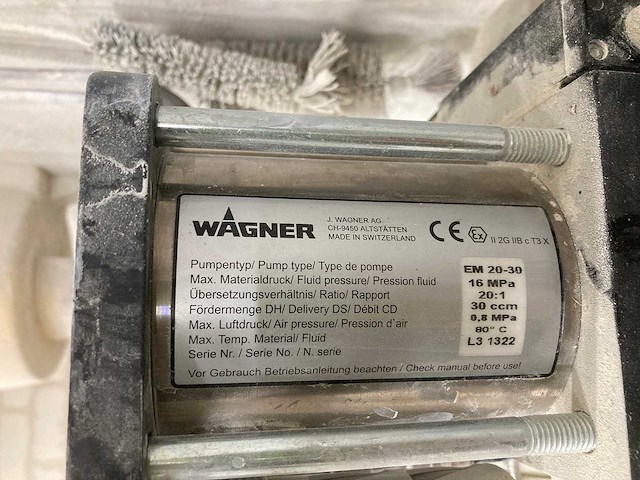 WAGNER
J. WAGNER AG
CH-9450 ALTSTÄTTEN
MADE IN SWITZERLAND
CE Ex II 2G IIB c T3 X
Pumpentyp/ Pump type/ Type de pompe EM 20-30
Max. Materialdruck/ Fluid pressure/ Pression fluid 16 MPa
Übersetzungsverhältnis/ Ratio/ Rapport 20:1
Fördermenge DH/ Delivery DS/ Débit CD 30 ccm
Max. Luftdruck/ Air pressure/ Pression d´air 0,8 MPa
Max. Temp. Material/ Fluid 80° C
Serie Nr. / Serie No. / N. serie L3 1322
Vor Gebrauch Betriebsanleitung beachten / Check manual before use!